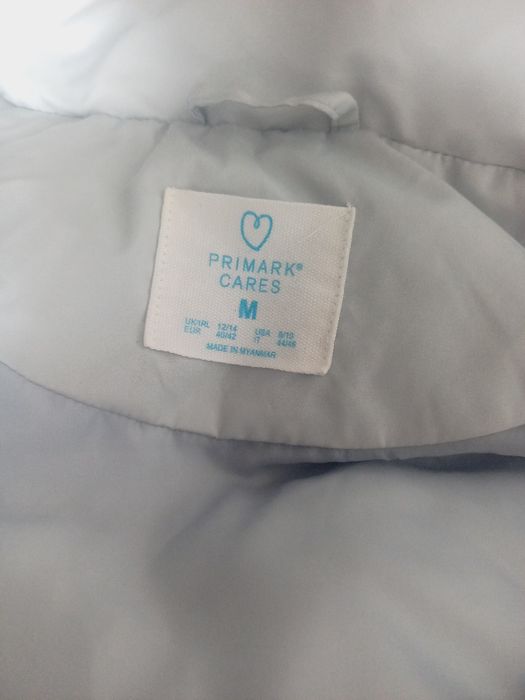 PRIMARK®
CARES
M
UK/IRL 12/14 USA 8/10
EUR 40/42 IT 44/46
MADE IN MYANMAR